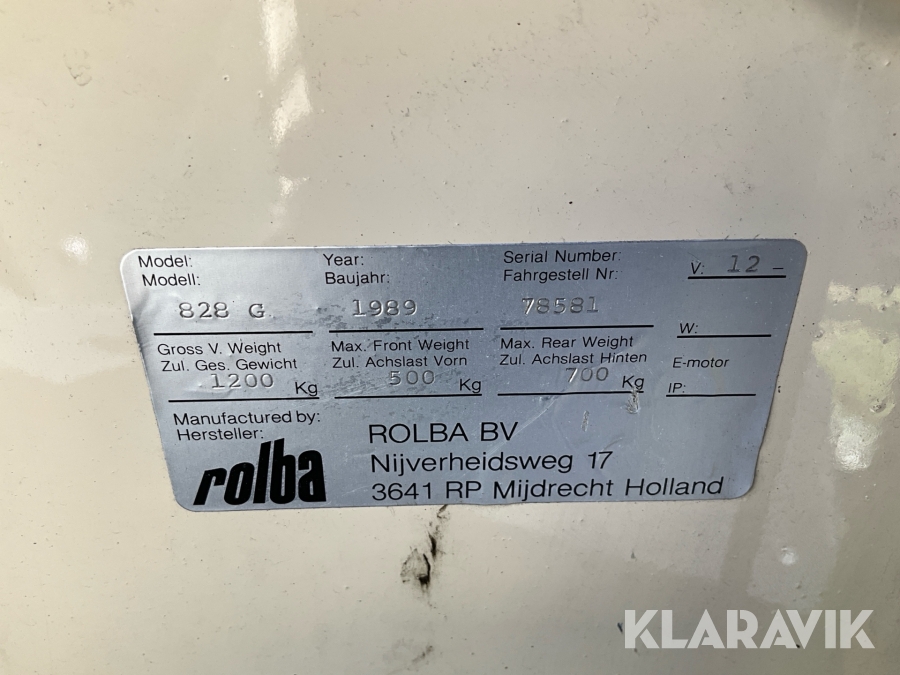 Model:
Modell:
828 G
Year:
Baujahr:
1989
Serial Number:
Fahrgestell Nr:
78581
V: 12 -
W:
Gross V. Weight
Zul. Ges. Gewicht
1200 Kg
Max. Front Weight
Zul. Achslast Vorn
500 Kg
Max. Rear Weight
Zul. Achslast Hinten
700 Kg
E-motor
IP:
Manufactured by:
Hersteller:
rolba
ROLBA BV
Nijverheidsweg 17
3641 RP Mijdrecht Holland
KLARAVIK